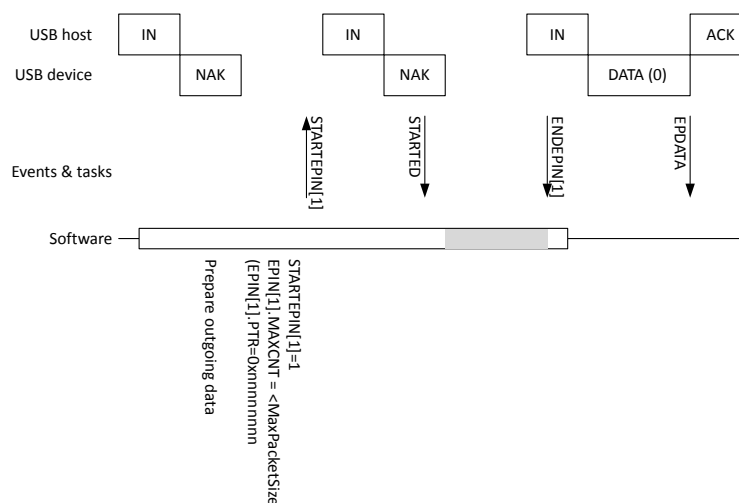 USB host IN IN IN ACK
USB device NAK NAK DATA (0)
Events & tasks STARTEPIN[1] STARTED ENDEPIN[1] EPDATA
Software
Prepare outgoing data
(EPIN[1].PTR=0xnnnnnnnn
EPIN[1].MAXCNT = <MaxPacketSize
STARTEPIN[1]=1